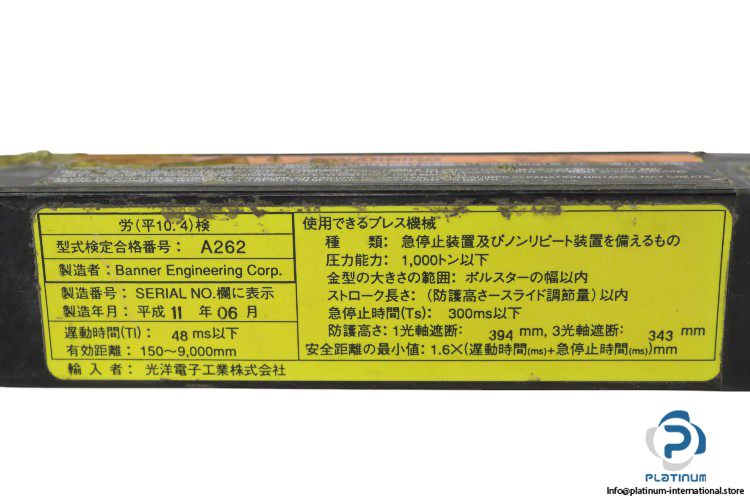 WARNING
労(平10.4)検
型式検定合格番号: A262
製造者: Banner Engineering Corp.
製造番号: SERIAL NO.欄に表示
製造年月: 平成 11 年 06 月
遅動時間(Tl): 48 ms以下
有効距離: 150〜9,000mm
輸入者: 光洋電子工業株式会社
使用できるプレス機械
種 類: 急停止装置及びノンリピート装置を備えるもの
圧力能力: 1,000トン以下
金型の大きさの範囲: ボルスターの幅以内
ストローク長さ: (防護高さースライド調節量)以内
急停止時間(Ts): 300ms以下
防護高さ: 1光軸遮断: 394 mm, 3光軸遮断: 343 mm
安全距離の最小値: 1.6×(遅動時間(ms)+急停止時間(ms))mm
PLATINUM
Info@platinum-international.store